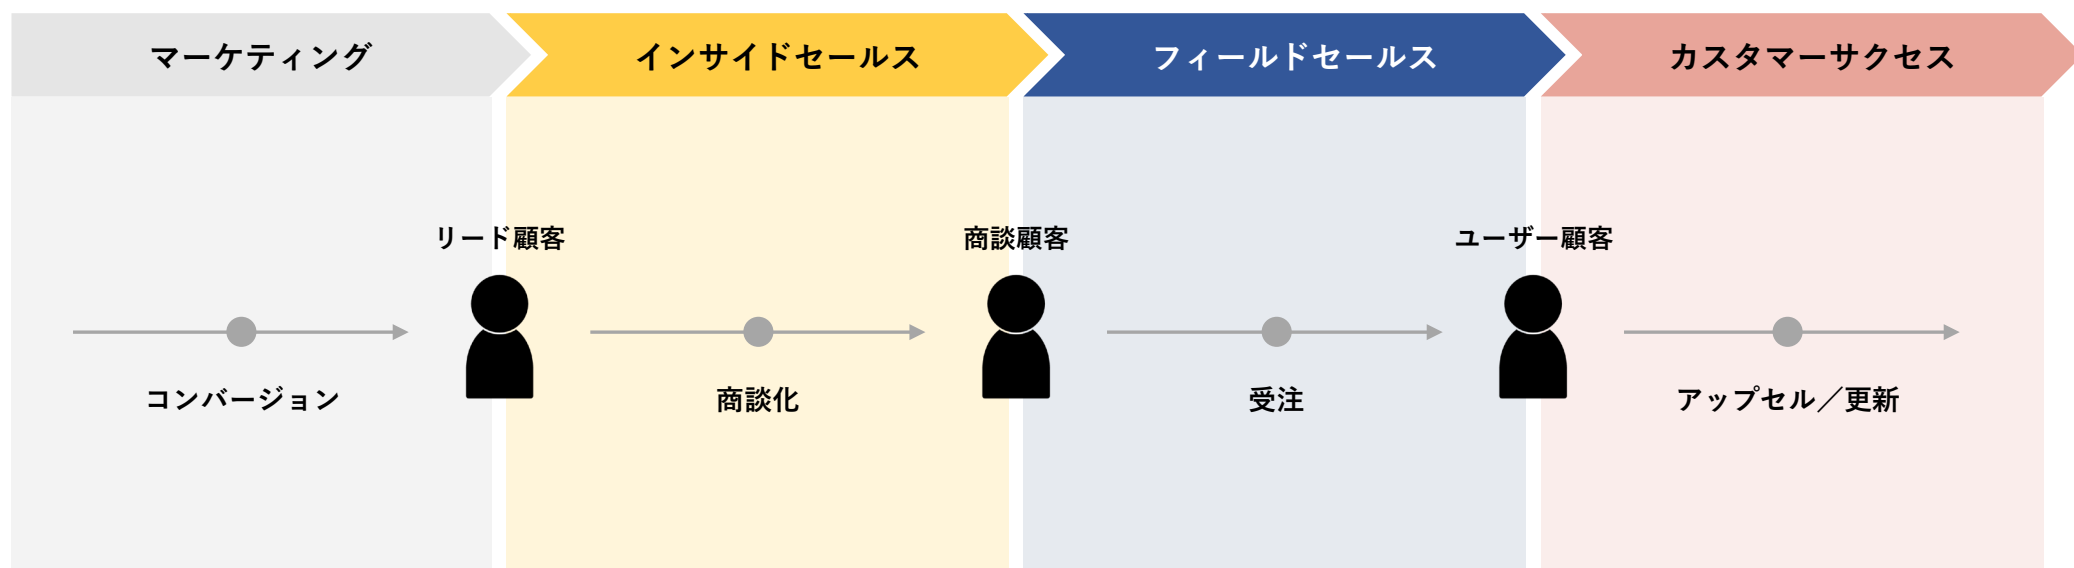 マーケティング
インサイドセールス
フィールドセールス
カスタマーサクセス
リード顧客
商談顧客
ユーザー顧客
コンバージョン
商談化
受注
アップセル／更新